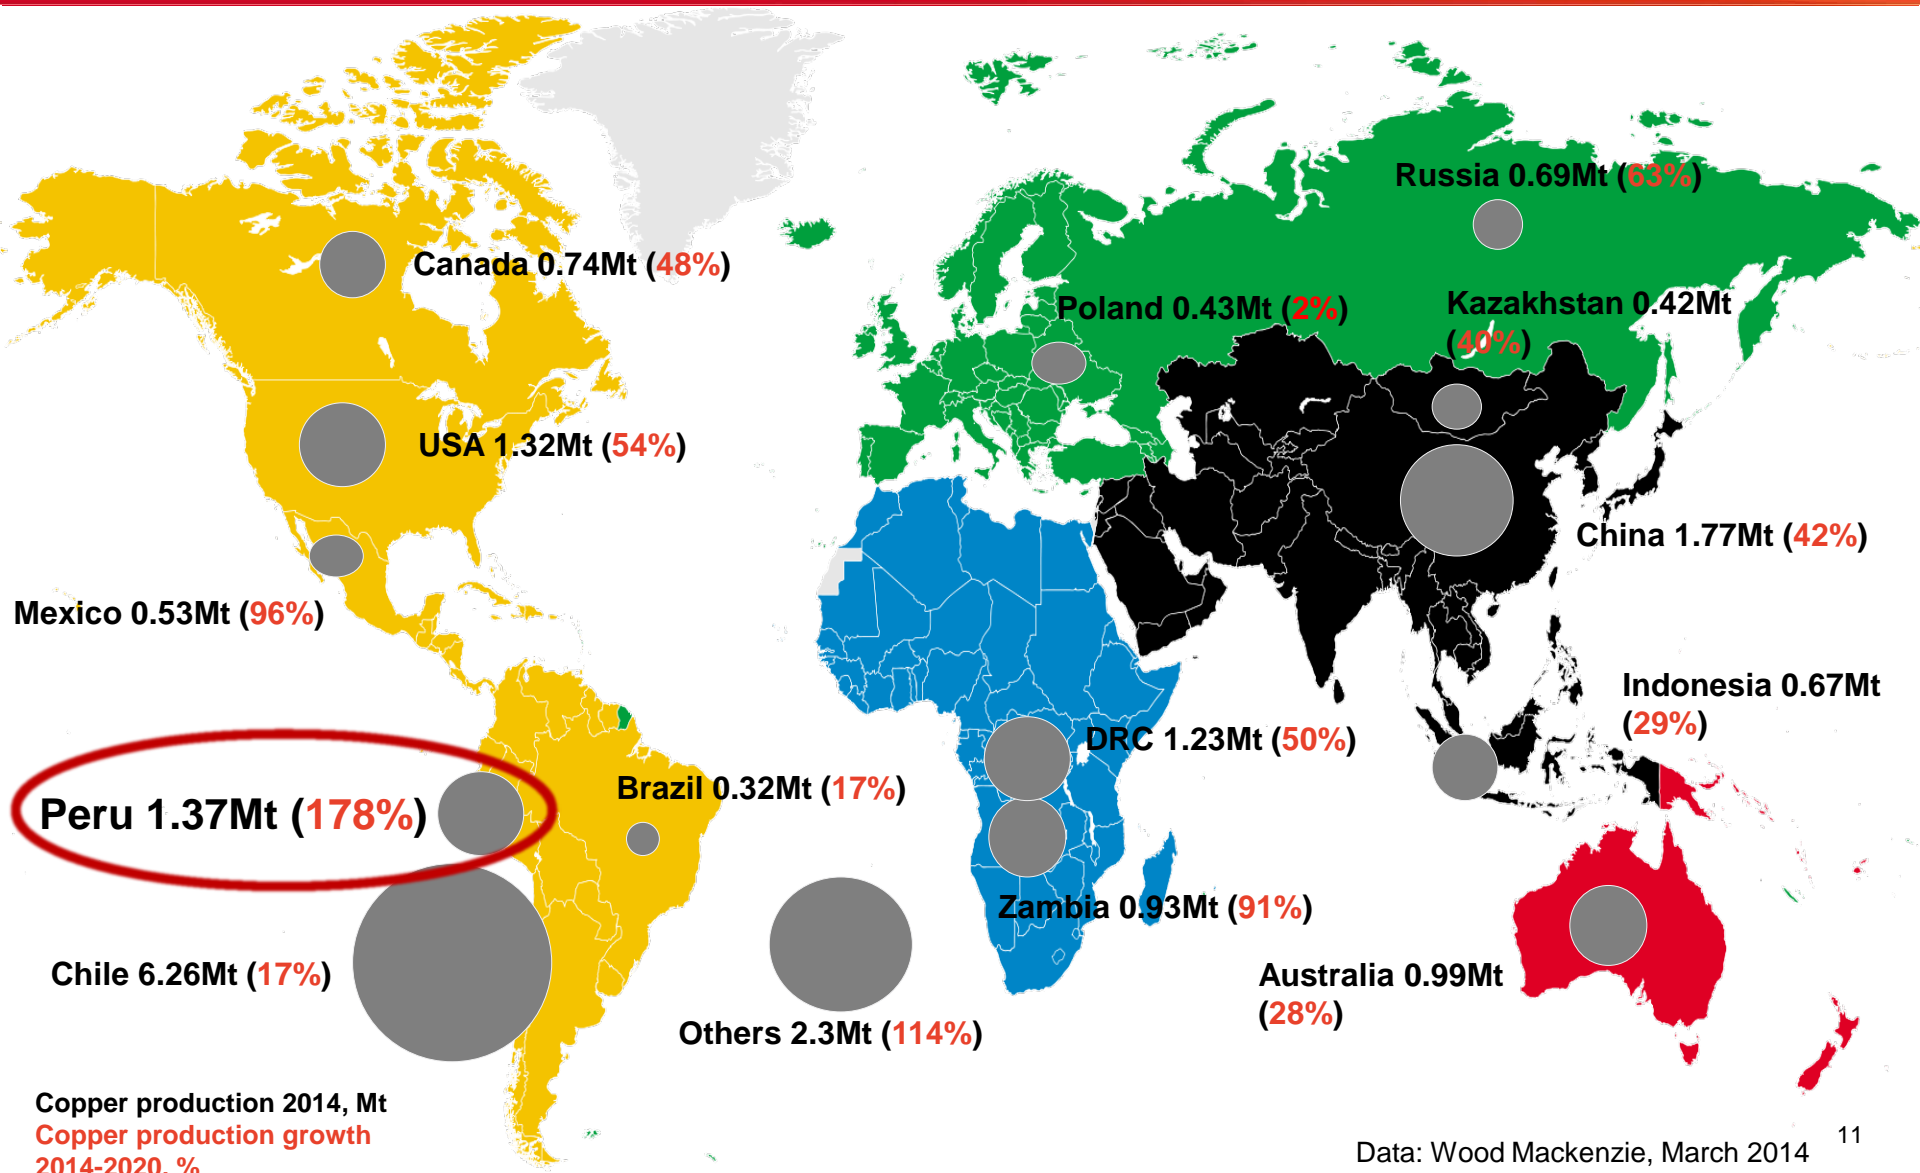 Russia 0.69Mt (63%)
Canada 0.74Mt (48%)
Poland 0.43Mt (2%)
Kazakhstan 0.42Mt
(40%)
USA 1.32Mt (54%)
China 1.77Mt (42%)
Mexico 0.53Mt (96%)
Indonesia 0.67Mt
(29%)
DRC 1.23Mt (50%)
Brazil 0.32Mt (17%)
Peru 1.37Mt (178%)
Zambia 0.93Mt (91%)
Chile 6.26Mt (17%)
Australia 0.99Mt
(28%)
Others 2.3Mt (114%)
Copper production 2014, Mt
Copper production growth
2014-2020, %
Data: Wood Mackenzie, March 2014
11